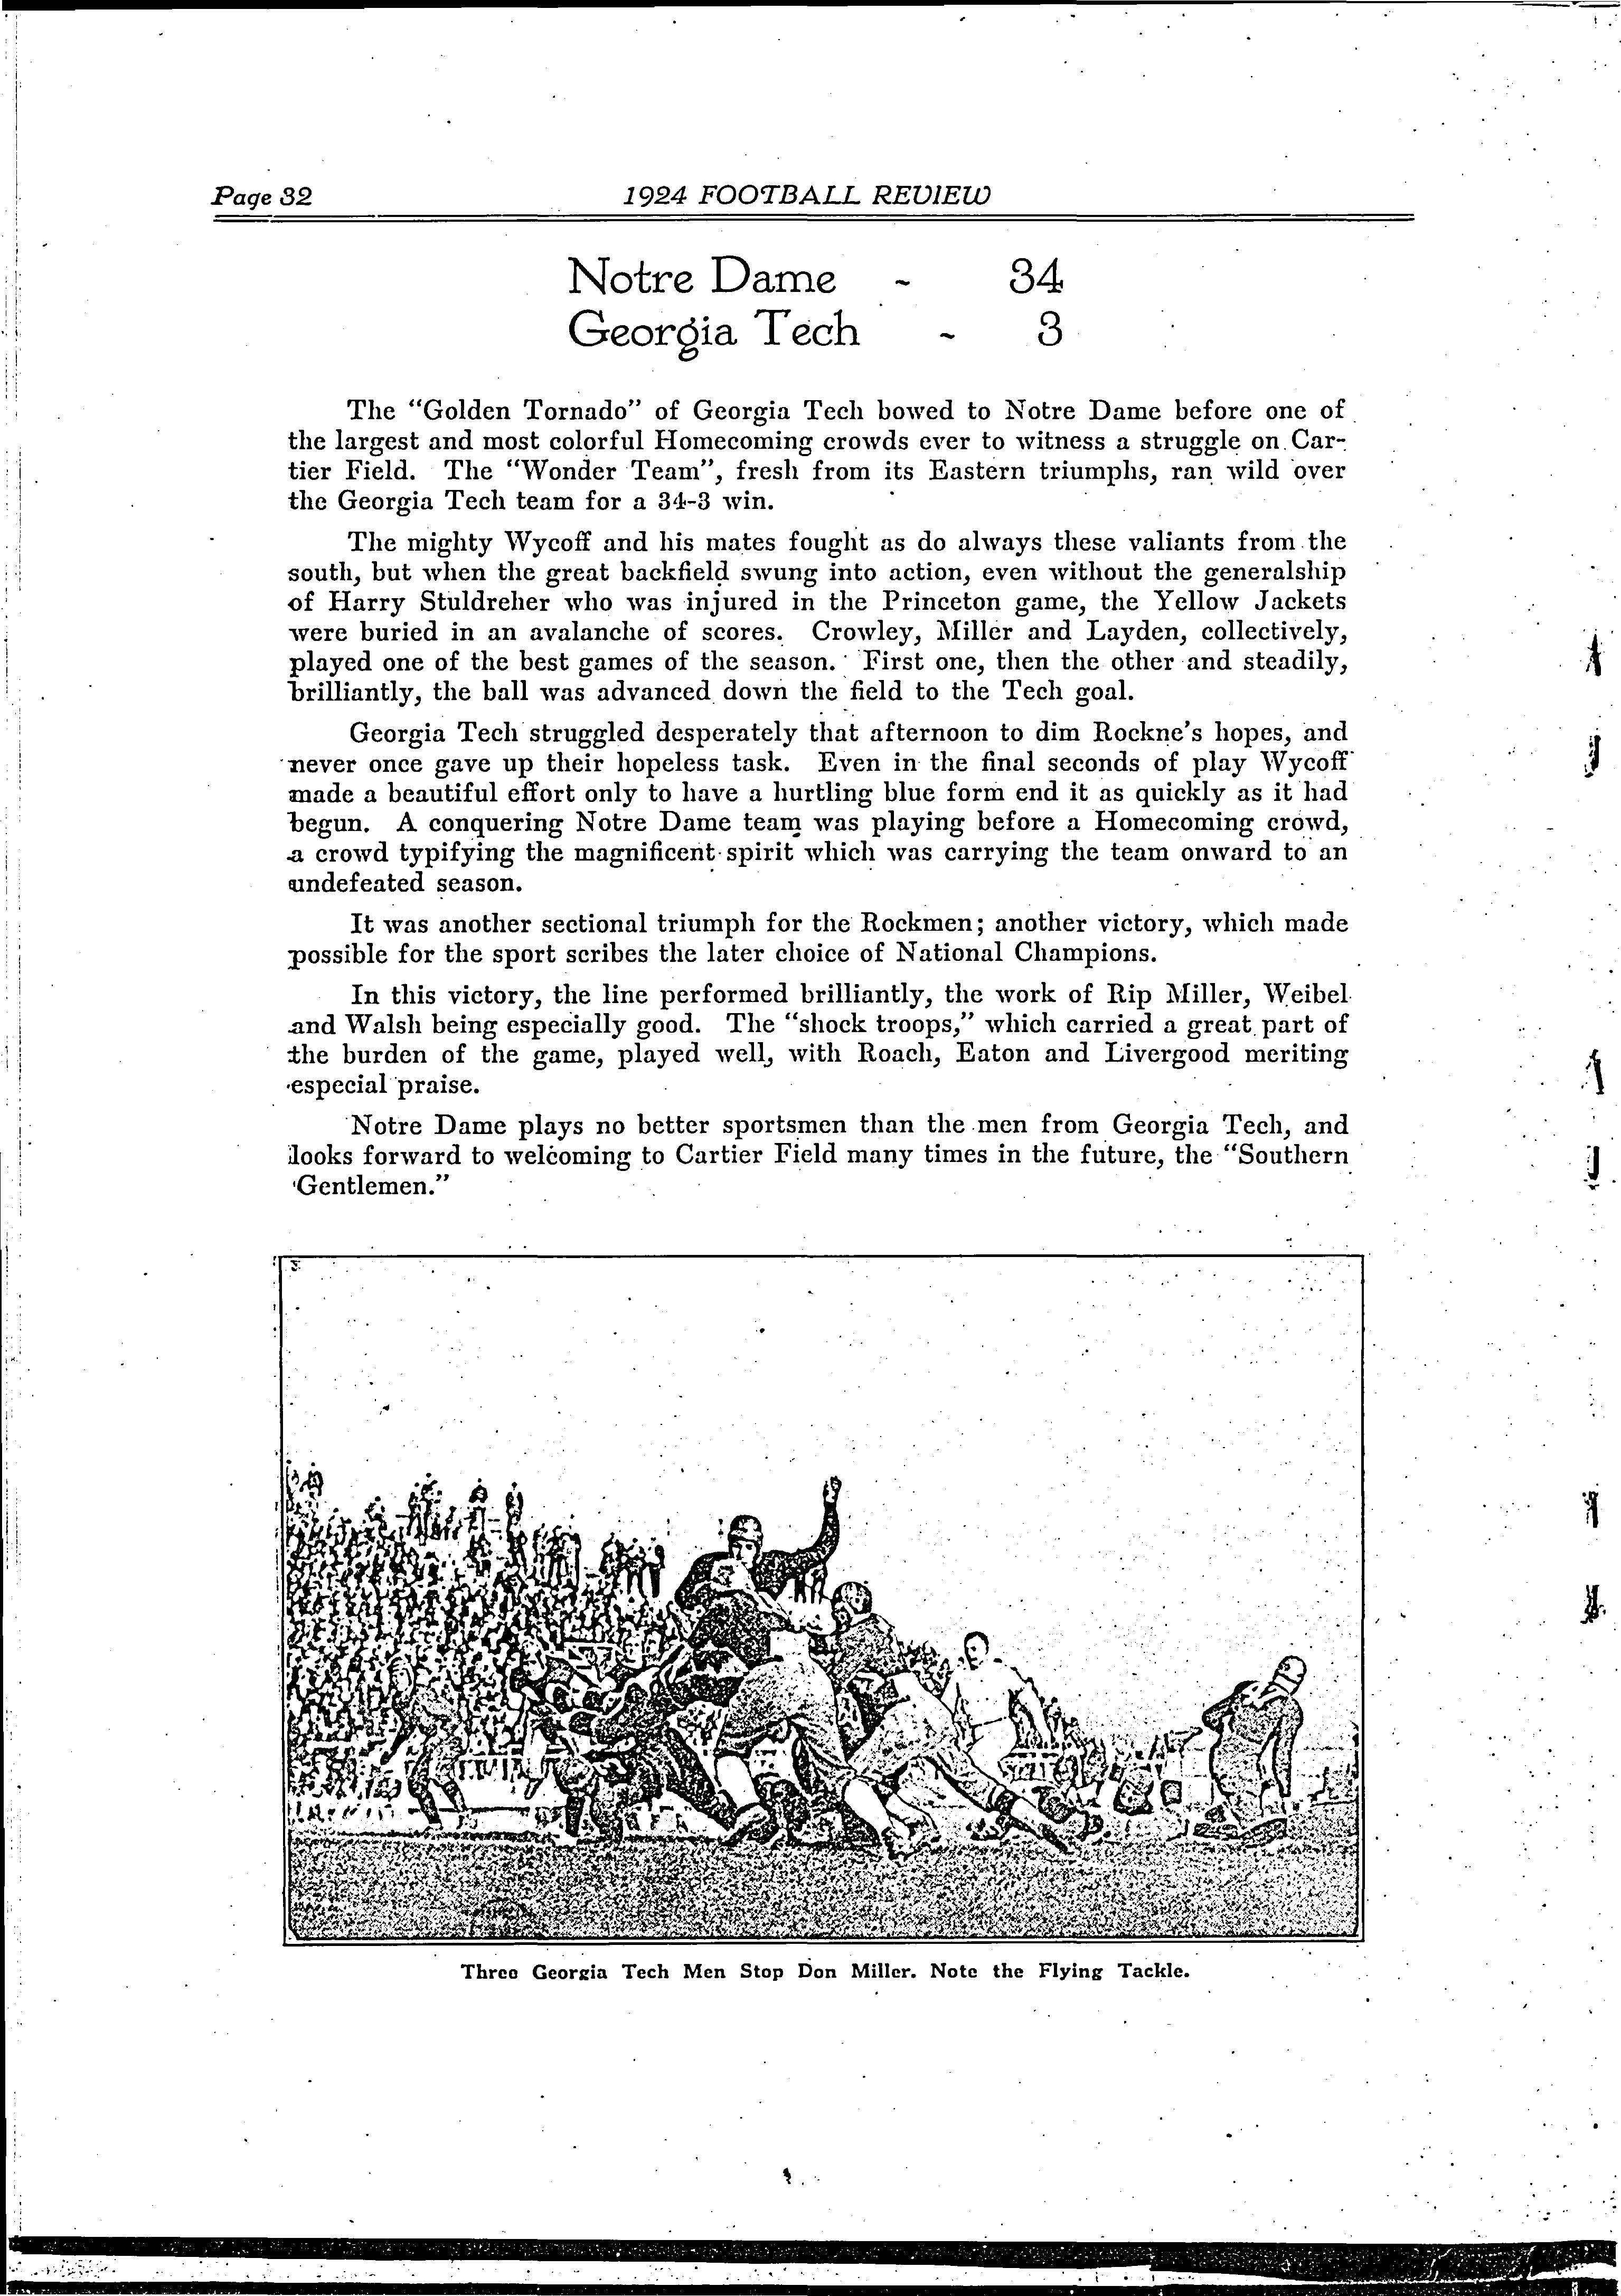 Page 32 1924 FOOTBALL REVIEW
Notre Dame - 34
Georgia Tech - 3
The "Golden Tornado" of Georgia Tech bowed to Notre Dame before one of
the largest and most colorful Homecoming crowds ever to witness a struggle on Car-
tier Field. The "Wonder Team", fresh from its Eastern triumphs, ran wild over
the Georgia Tech team for a 34-3 win.
The mighty Wycoff and his mates fought as do always these valiants from the
south, but when the great backfield swung into action, even without the generalship
of Harry Stuldreher who was injured in the Princeton game, the Yellow Jackets
were buried in an avalanche of scores. Crowley, Miller and Layden, collectively,
played one of the best games of the season. First one, then the other and steadily,
brilliantly, the ball was advanced down the field to the Tech goal.
Georgia Tech struggled desperately that afternoon to dim Rockne's hopes, and
never once gave up their hopeless task. Even in the final seconds of play Wycoff
made a beautiful effort only to have a hurtling blue form end it as quickly as it had
begun. A conquering Notre Dame team was playing before a Homecoming crowd,
a crowd typifying the magnificent spirit which was carrying the team onward to an
undefeated season.
It was another sectional triumph for the Rockmen; another victory, which made
possible for the sport scribes the later choice of National Champions.
In this victory, the line performed brilliantly, the work of Rip Miller, Weibel
and Walsh being especially good. The "shock troops," which carried a great part of
the burden of the game, played well, with Roach, Eaton and Livergood meriting
especial praise.
Notre Dame plays no better sportsmen than the men from Georgia Tech, and
looks forward to welcoming to Cartier Field many times in the future, the "Southern
Gentlemen."
Three Georgia Tech Men Stop Don Miller. Note the Flying Tackle.